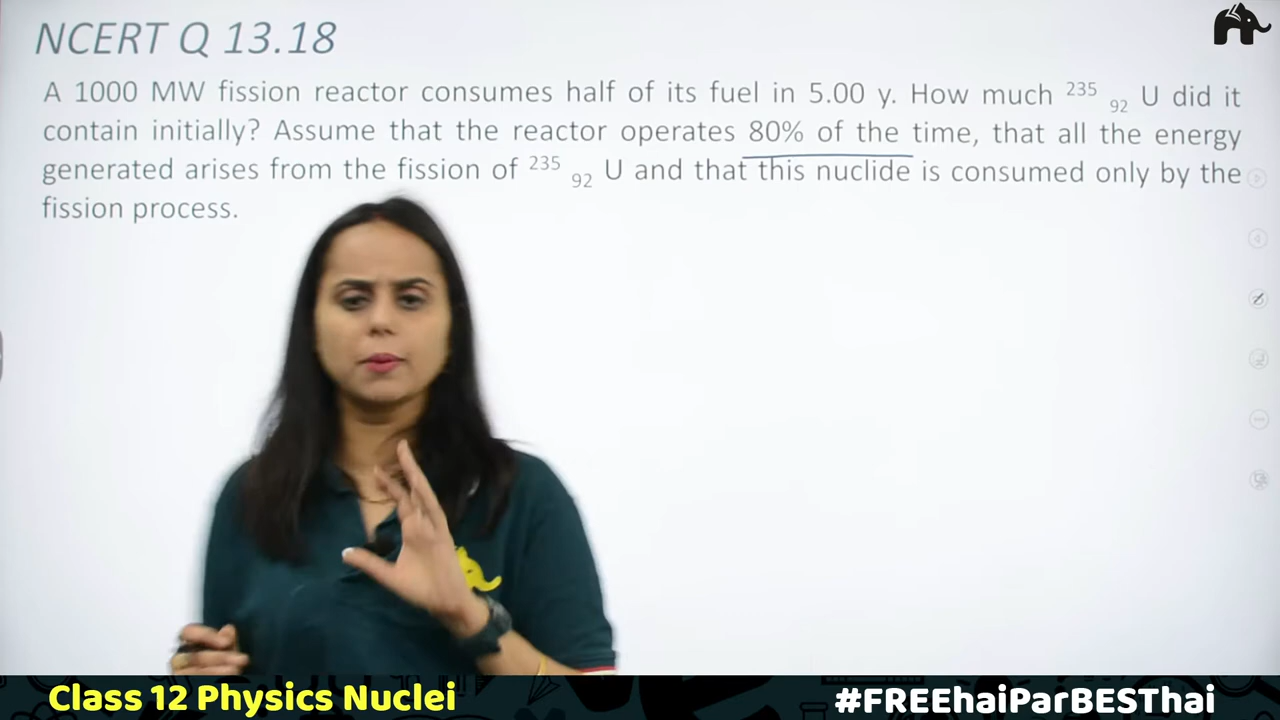 NCERT Q 13.18
A 1000 MW fission reactor consumes half of its fuel in 5.00 y. How much ²³⁵ ₉₂ U did it
contain initially? Assume that the reactor operates 80% of the time, that all the energy
generated arises from the fission of ²³⁵ ₉₂ U and that this nuclide is consumed only by the
fission process.
Class 12 Physics Nuclei
#FREEhaiParBESThai